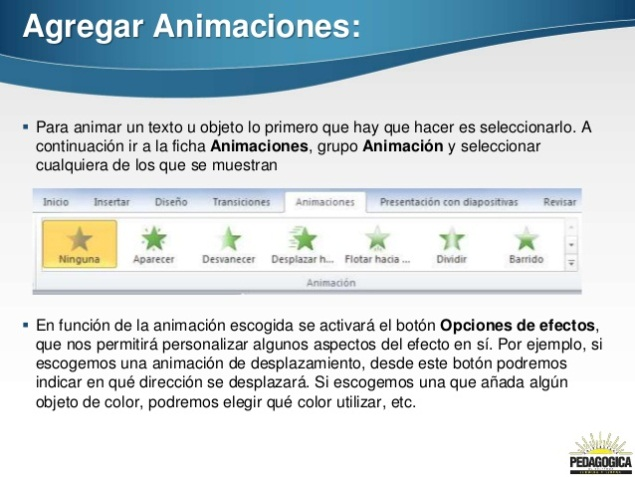 Agregar Animaciones:
Para animar un texto u objeto lo primero que hay que hacer es seleccionarlo. A
continuación ir a la ficha Animaciones, grupo Animación y seleccionar
cualquiera de los que se muestran
Inicio Insertar Diseño Transiciones Animaciones Presentación con diapositivas Revisar
Ninguna Aparecer Desvanecer Desplazar h... Flotar hacia ... Dividir Barrido
Animación
En función de la animación escogida se activará el botón Opciones de efectos,
que nos permitirá personalizar algunos aspectos del efecto en sí. Por ejemplo, si
escogemos una animación de desplazamiento, desde este botón podremos
indicar en qué dirección se desplazará. Si escogemos una que añada algún
objeto de color, podremos elegir qué color utilizar, etc.
PEDAGOGICA